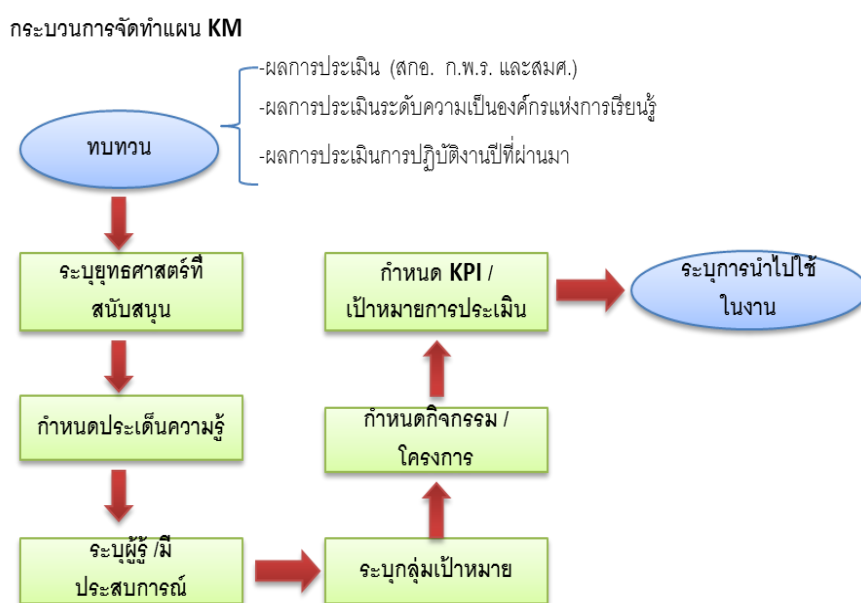 กระบวนการจัดทำแผน KM
-ผลการประเมิน (สกอ. ก.พ.ร. และสมศ.)
-ผลการประเมินระดับความเป็นองค์กรแห่งการเรียนรู้
-ผลการประเมินการปฏิบัติงานปีที่ผ่านมา
ทบทวน
ระบุยุทธศาสตร์ที่
สนับสนุน
กำหนดประเด็นความรู้
ระบุผู้รู้ /มี
ประสบการณ์
ระบุกลุ่มเป้าหมาย
กำหนดกิจกรรม /
โครงการ
กำหนด KPI /
เป้าหมายการประเมิน
ระบุการนำไปใช้
ในงาน